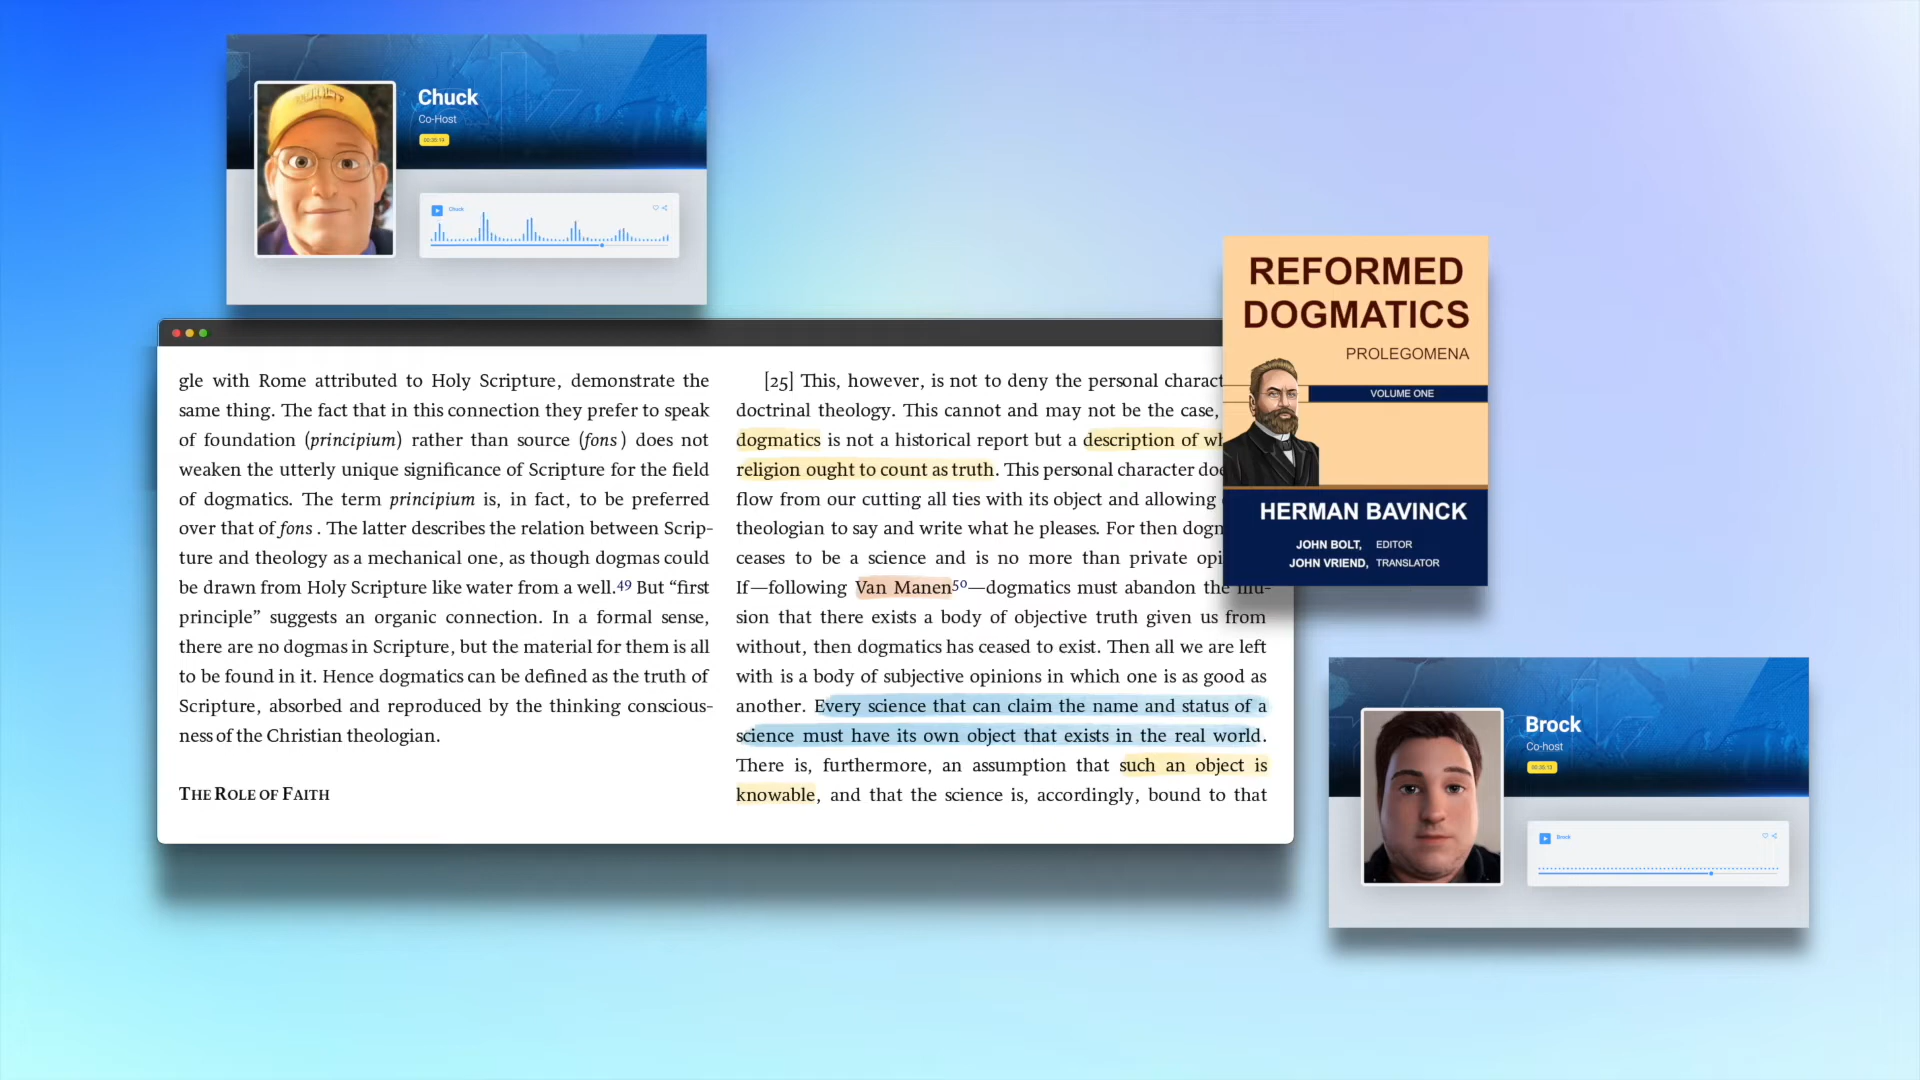 Chuck
Co-Host
Chuck
gle with Rome attributed to Holy Scripture, demonstrate the
same thing. The fact that in this connection they prefer to speak
of foundation (principium) rather than source (fons ) does not
weaken the utterly unique significance of Scripture for the field
of dogmatics. The term principium is, in fact, to be preferred
over that of fons . The latter describes the relation between Scrip-
ture and theology as a mechanical one, as though dogmas could
be drawn from Holy Scripture like water from a well.49 But “first
principle” suggests an organic connection. In a formal sense,
there are no dogmas in Scripture, but the material for them is all
to be found in it. Hence dogmatics can be defined as the truth of
Scripture, absorbed and reproduced by the thinking conscious-
ness of the Christian theologian.
THE ROLE OF FAITH
[25] This, however, is not to deny the personal charact
doctrinal theology. This cannot and may not be the case,
dogmatics is not a historical report but a description of wh
religion ought to count as truth. This personal character doe
flow from our cutting all ties with its object and allowing
theologian to say and write what he pleases. For then dogm
ceases to be a science and is no more than private opi
If—following Van Manen50—dogmatics must abandon the illu-
sion that there exists a body of objective truth given us from
without, then dogmatics has ceased to exist. Then all we are left
with is a body of subjective opinions in which one is as good as
another. Every science that can claim the name and status of a
science must have its own object that exists in the real world.
There is, furthermore, an assumption that such an object is
knowable, and that the science is, accordingly, bound to that
REFORMED
DOGMATICS
PROLEGOMENA
VOLUME ONE
HERMAN BAVINCK
JOHN BOLT, EDITOR
JOHN VRIEND, TRANSLATOR
Brock
Co-host
Brock